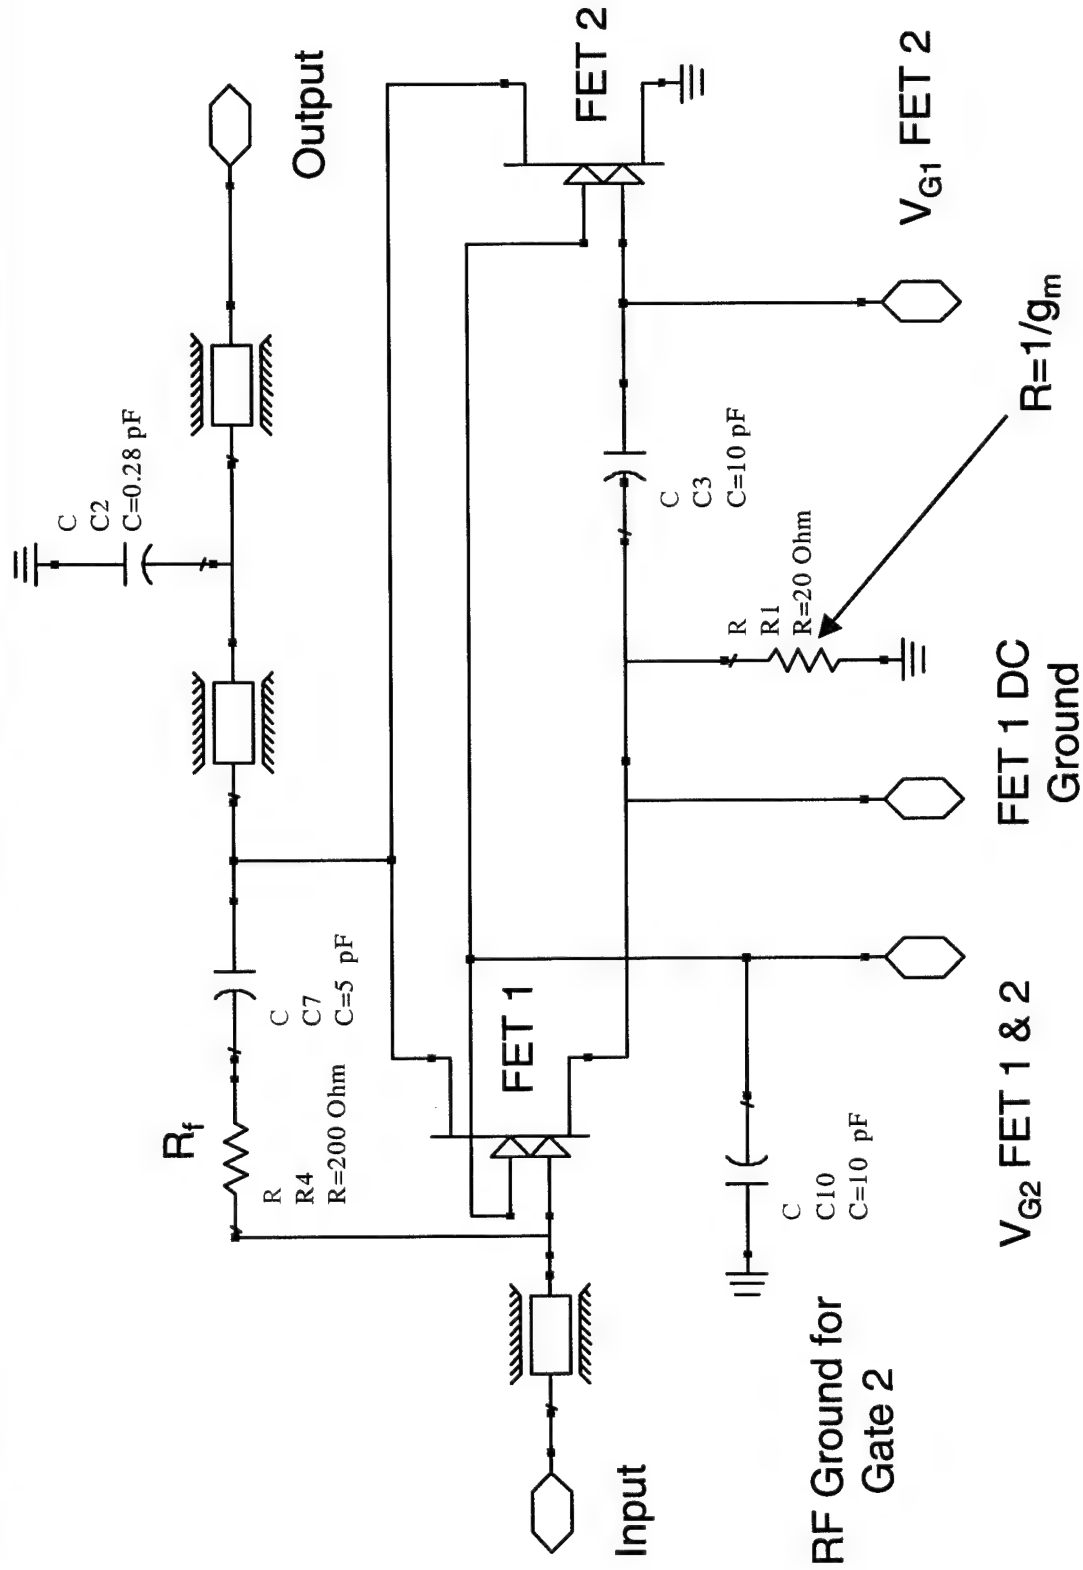 C
C2
C=0.28 pF
Output
R<sub>f</sub>
R
R4
R=200 Ohm
C
C7
C=5 pF
FET 1
FET 2
C
C3
C=10 pF
R
R1
R=20 Ohm
R=1/g<sub>m</sub>
Input
C
C10
C=10 pF
RF Ground for
Gate 2
V<sub>G2</sub> FET 1 & 2
FET 1 DC
Ground
V<sub>G1</sub> FET 2